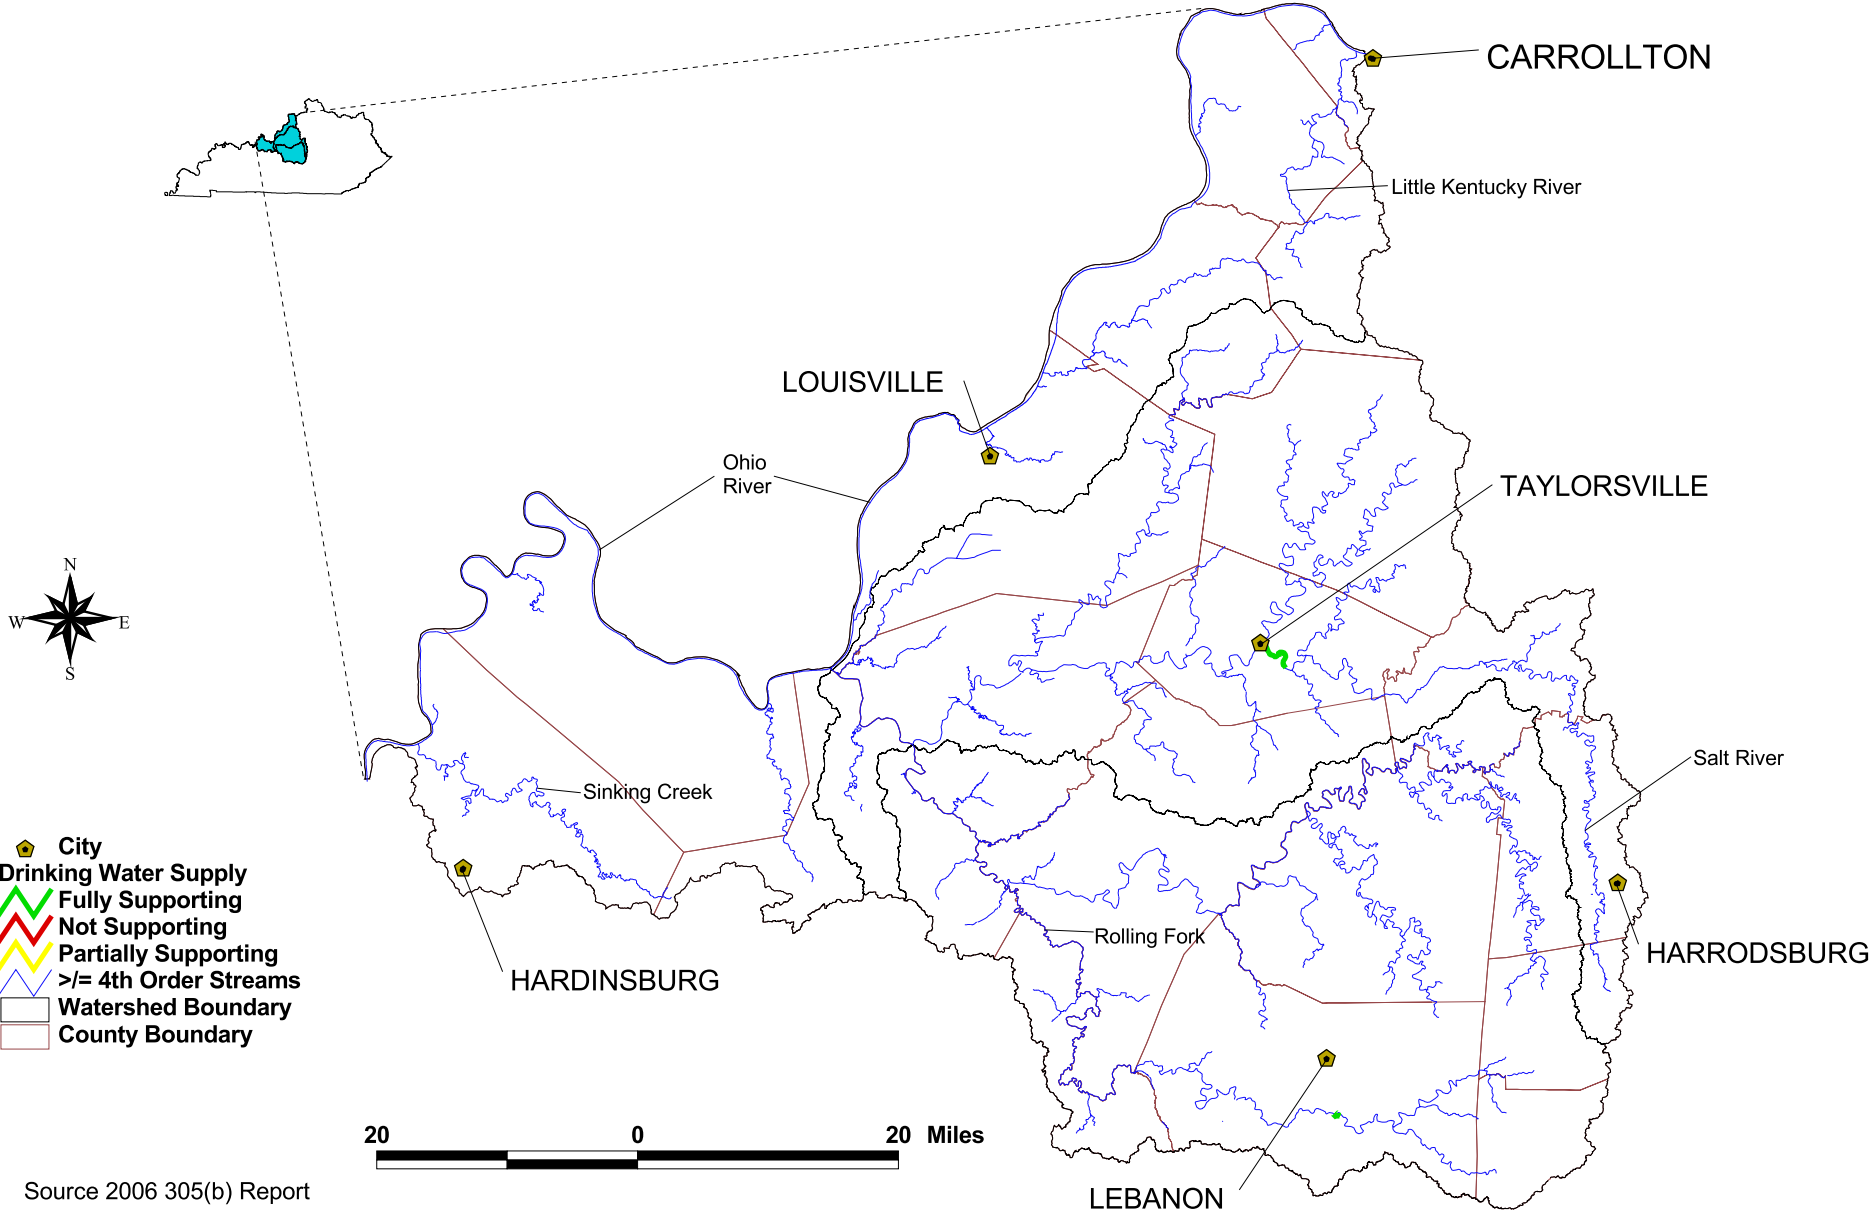 CARROLLTON
Little Kentucky River
LOUISVILLE
Ohio
River
TAYLORSVILLE
N
W
E
S
Salt River
Sinking Creek
City
Drinking Water Supply
Fully Supporting
Not Supporting
Partially Supporting
>/= 4th Order Streams
Watershed Boundary
County Boundary
HARDINSBURG
Rolling Fork
HARRODSBURG
20 0 20 Miles
LEBANON
Source 2006 305(b) Report